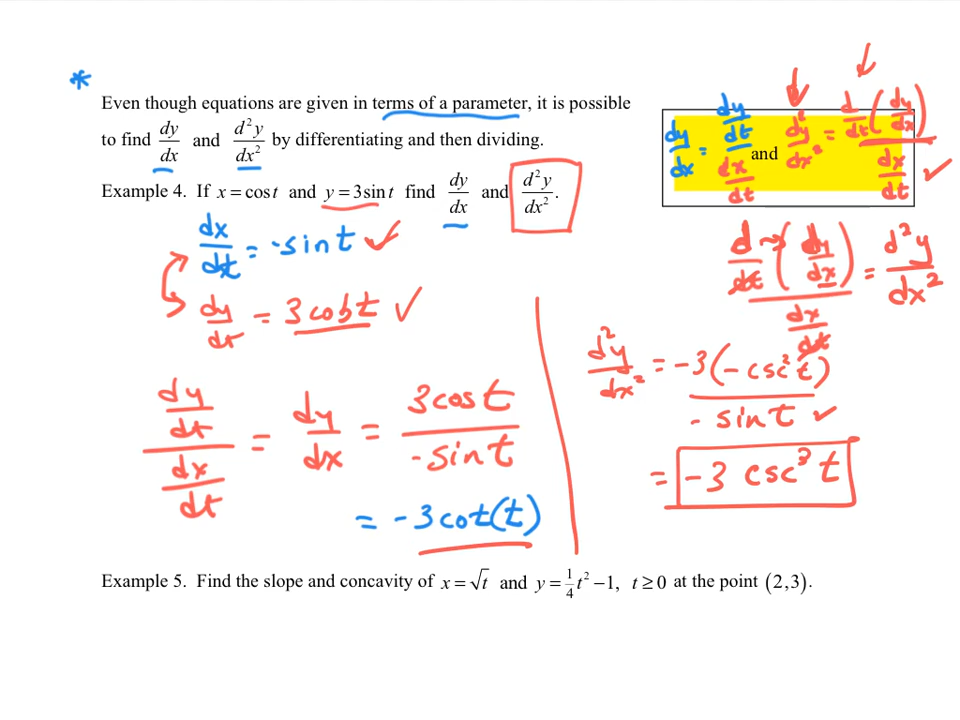 *
Even though equations are given in terms of a parameter, it is possible
to find dy/dx and d²y/dx² by differentiating and then dividing.
dy/dx = (dy/dt)/(dx/dt) and d²y/dx² = (d/dt(dy/dx))/(dx/dt) ✓
Example 4. If x = cos t and y = 3 sin t find dy/dx and d²y/dx².
dx/dt = -sin t ✓
dy/dt = 3 cos t ✓
(dy/dt)/(dx/dt) = dy/dx = 3 cos t/-sin t
= -3 cot(t)
(d/dt(dy/dx))/(dx/dt) = d²y/dx²
d²y/dx² = -3(-csc² t)/-sin t ✓
= -3 csc³ t
Example 5. Find the slope and concavity of x = √t and y = 1/4 t² - 1, t ≥ 0 at the point (2,3).